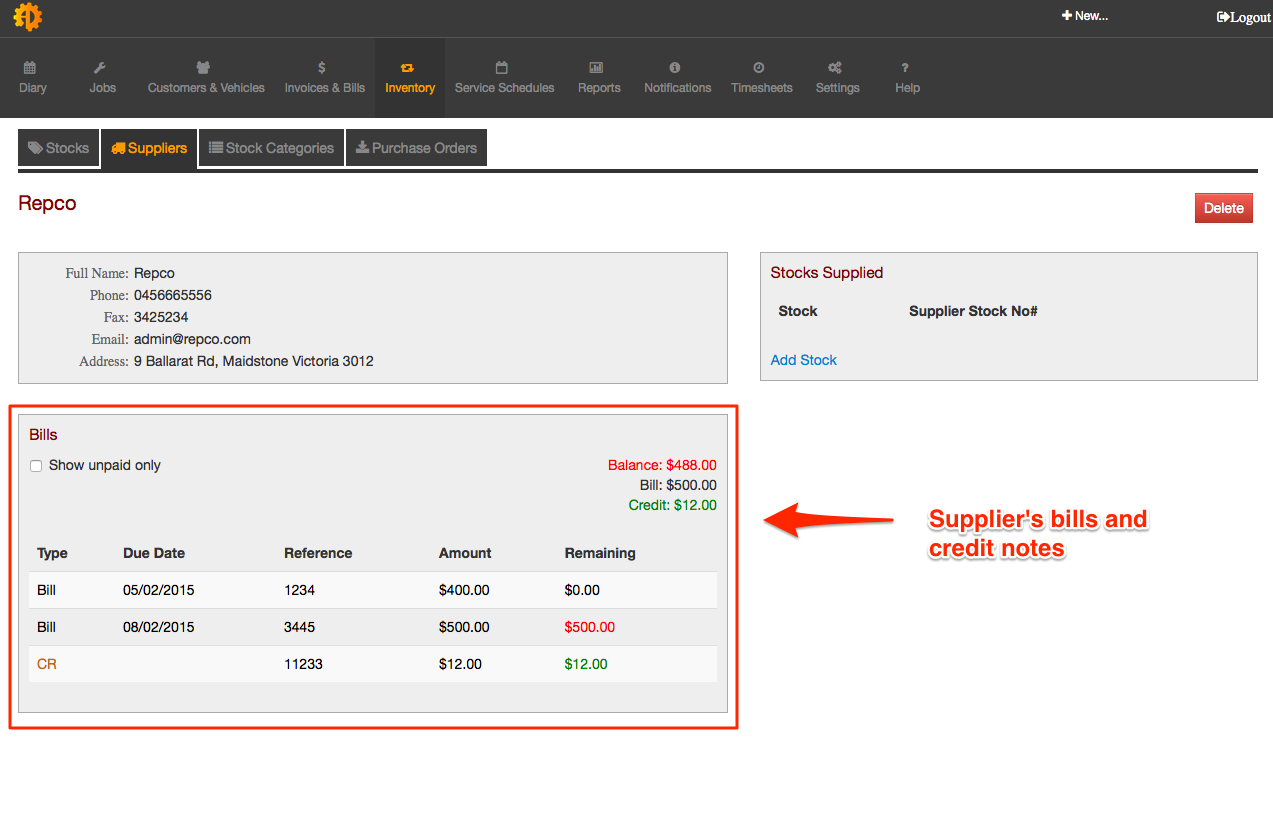 New...
Logout
Diary Jobs Customers & Vehicles Invoices & Bills Inventory Service Schedules Reports Notifications Timesheets Settings Help
Stocks Suppliers Stock Categories Purchase Orders
Repco
Delete
Full Name: Repco
Phone: 0456665556
Fax: 3425234
Email: admin@repco.com
Address: 9 Ballarat Rd, Maidstone Victoria 3012
Stocks Supplied
Stock Supplier Stock No#
Add Stock
Bills
Show unpaid only
Balance: $488.00
Bill: $500.00
Credit: $12.00
Type Due Date Reference Amount Remaining
Bill 05/02/2015 1234 $400.00 $0.00
Bill 08/02/2015 3445 $500.00 $500.00
CR 11233 $12.00 $12.00
Supplier's bills and
credit notes